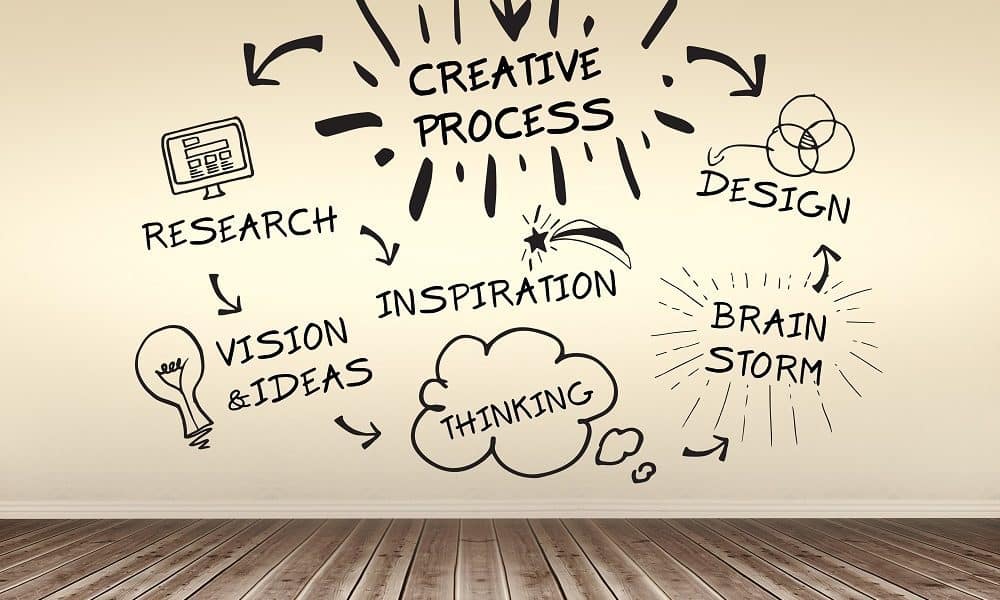 CREATIVE
PROCESS
RESEARCH
DESIGN
INSPIRATION
VISION
&IDEAS
BRAIN
STORM
THINKING